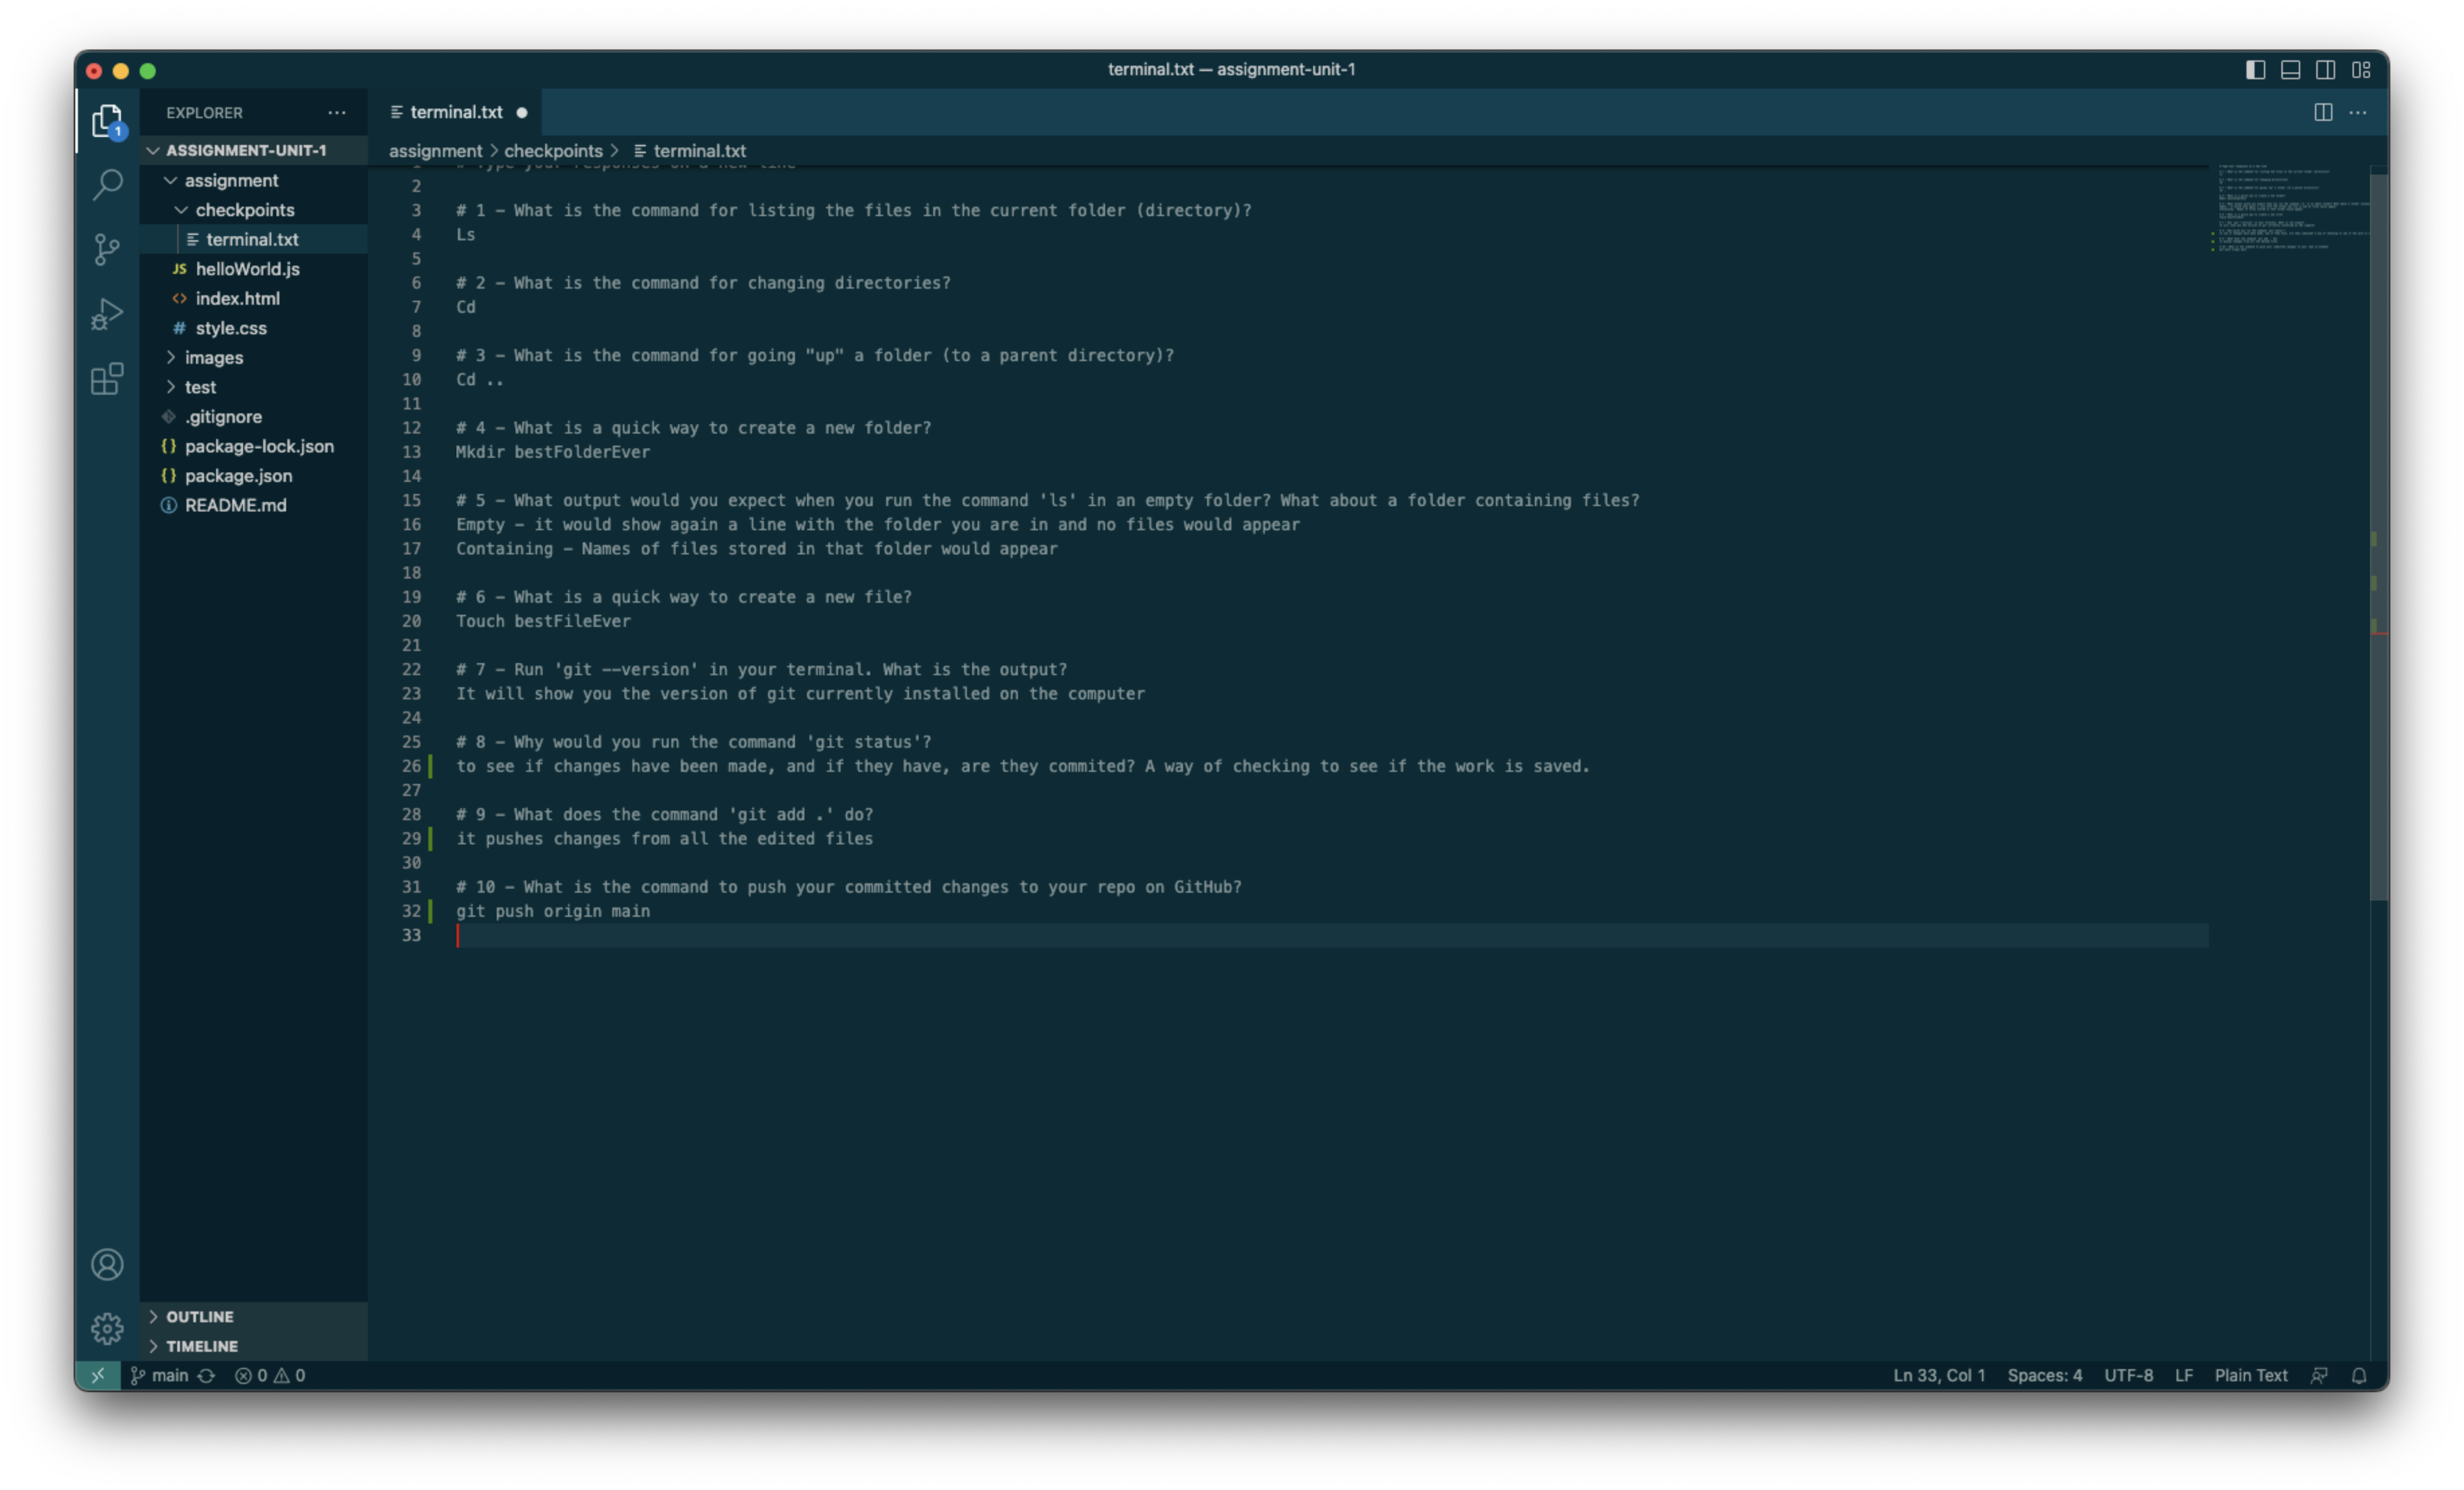 terminal.txt — assignment-unit-1
EXPLORER
ASSIGNMENT-UNIT-1
assignment
checkpoints
terminal.txt
helloWorld.js
index.html
style.css
images
test
.gitignore
package-lock.json
package.json
README.md
OUTLINE
TIMELINE
terminal.txt
assignment > checkpoints > terminal.txt
1 # Type your responses on a new line
2
3 # 1 – What is the command for listing the files in the current folder (directory)?
4 Ls
5
6 # 2 – What is the command for changing directories?
7 Cd
8
9 # 3 – What is the command for going "up" a folder (to a parent directory)?
10 Cd ..
11
12 # 4 – What is a quick way to create a new folder?
13 Mkdir bestFolderEver
14
15 # 5 – What output would you expect when you run the command 'ls' in an empty folder? What about a folder containing files?
16 Empty – it would show again a line with the folder you are in and no files would appear
17 Containing – Names of files stored in that folder would appear
18
19 # 6 – What is a quick way to create a new file?
20 Touch bestFileEver
21
22 # 7 – Run 'git --version' in your terminal. What is the output?
23 It will show you the version of git currently installed on the computer
24
25 # 8 – Why would you run the command 'git status'?
26 to see if changes have been made, and if they have, are they commited? A way of checking to see if the work is saved.
27
28 # 9 – What does the command 'git add .' do?
29 it pushes changes from all the edited files
30
31 # 10 – What is the command to push your committed changes to your repo on GitHub?
32 git push origin main
33
main 0 0
Ln 33, Col 1 Spaces: 4 UTF-8 LF Plain Text